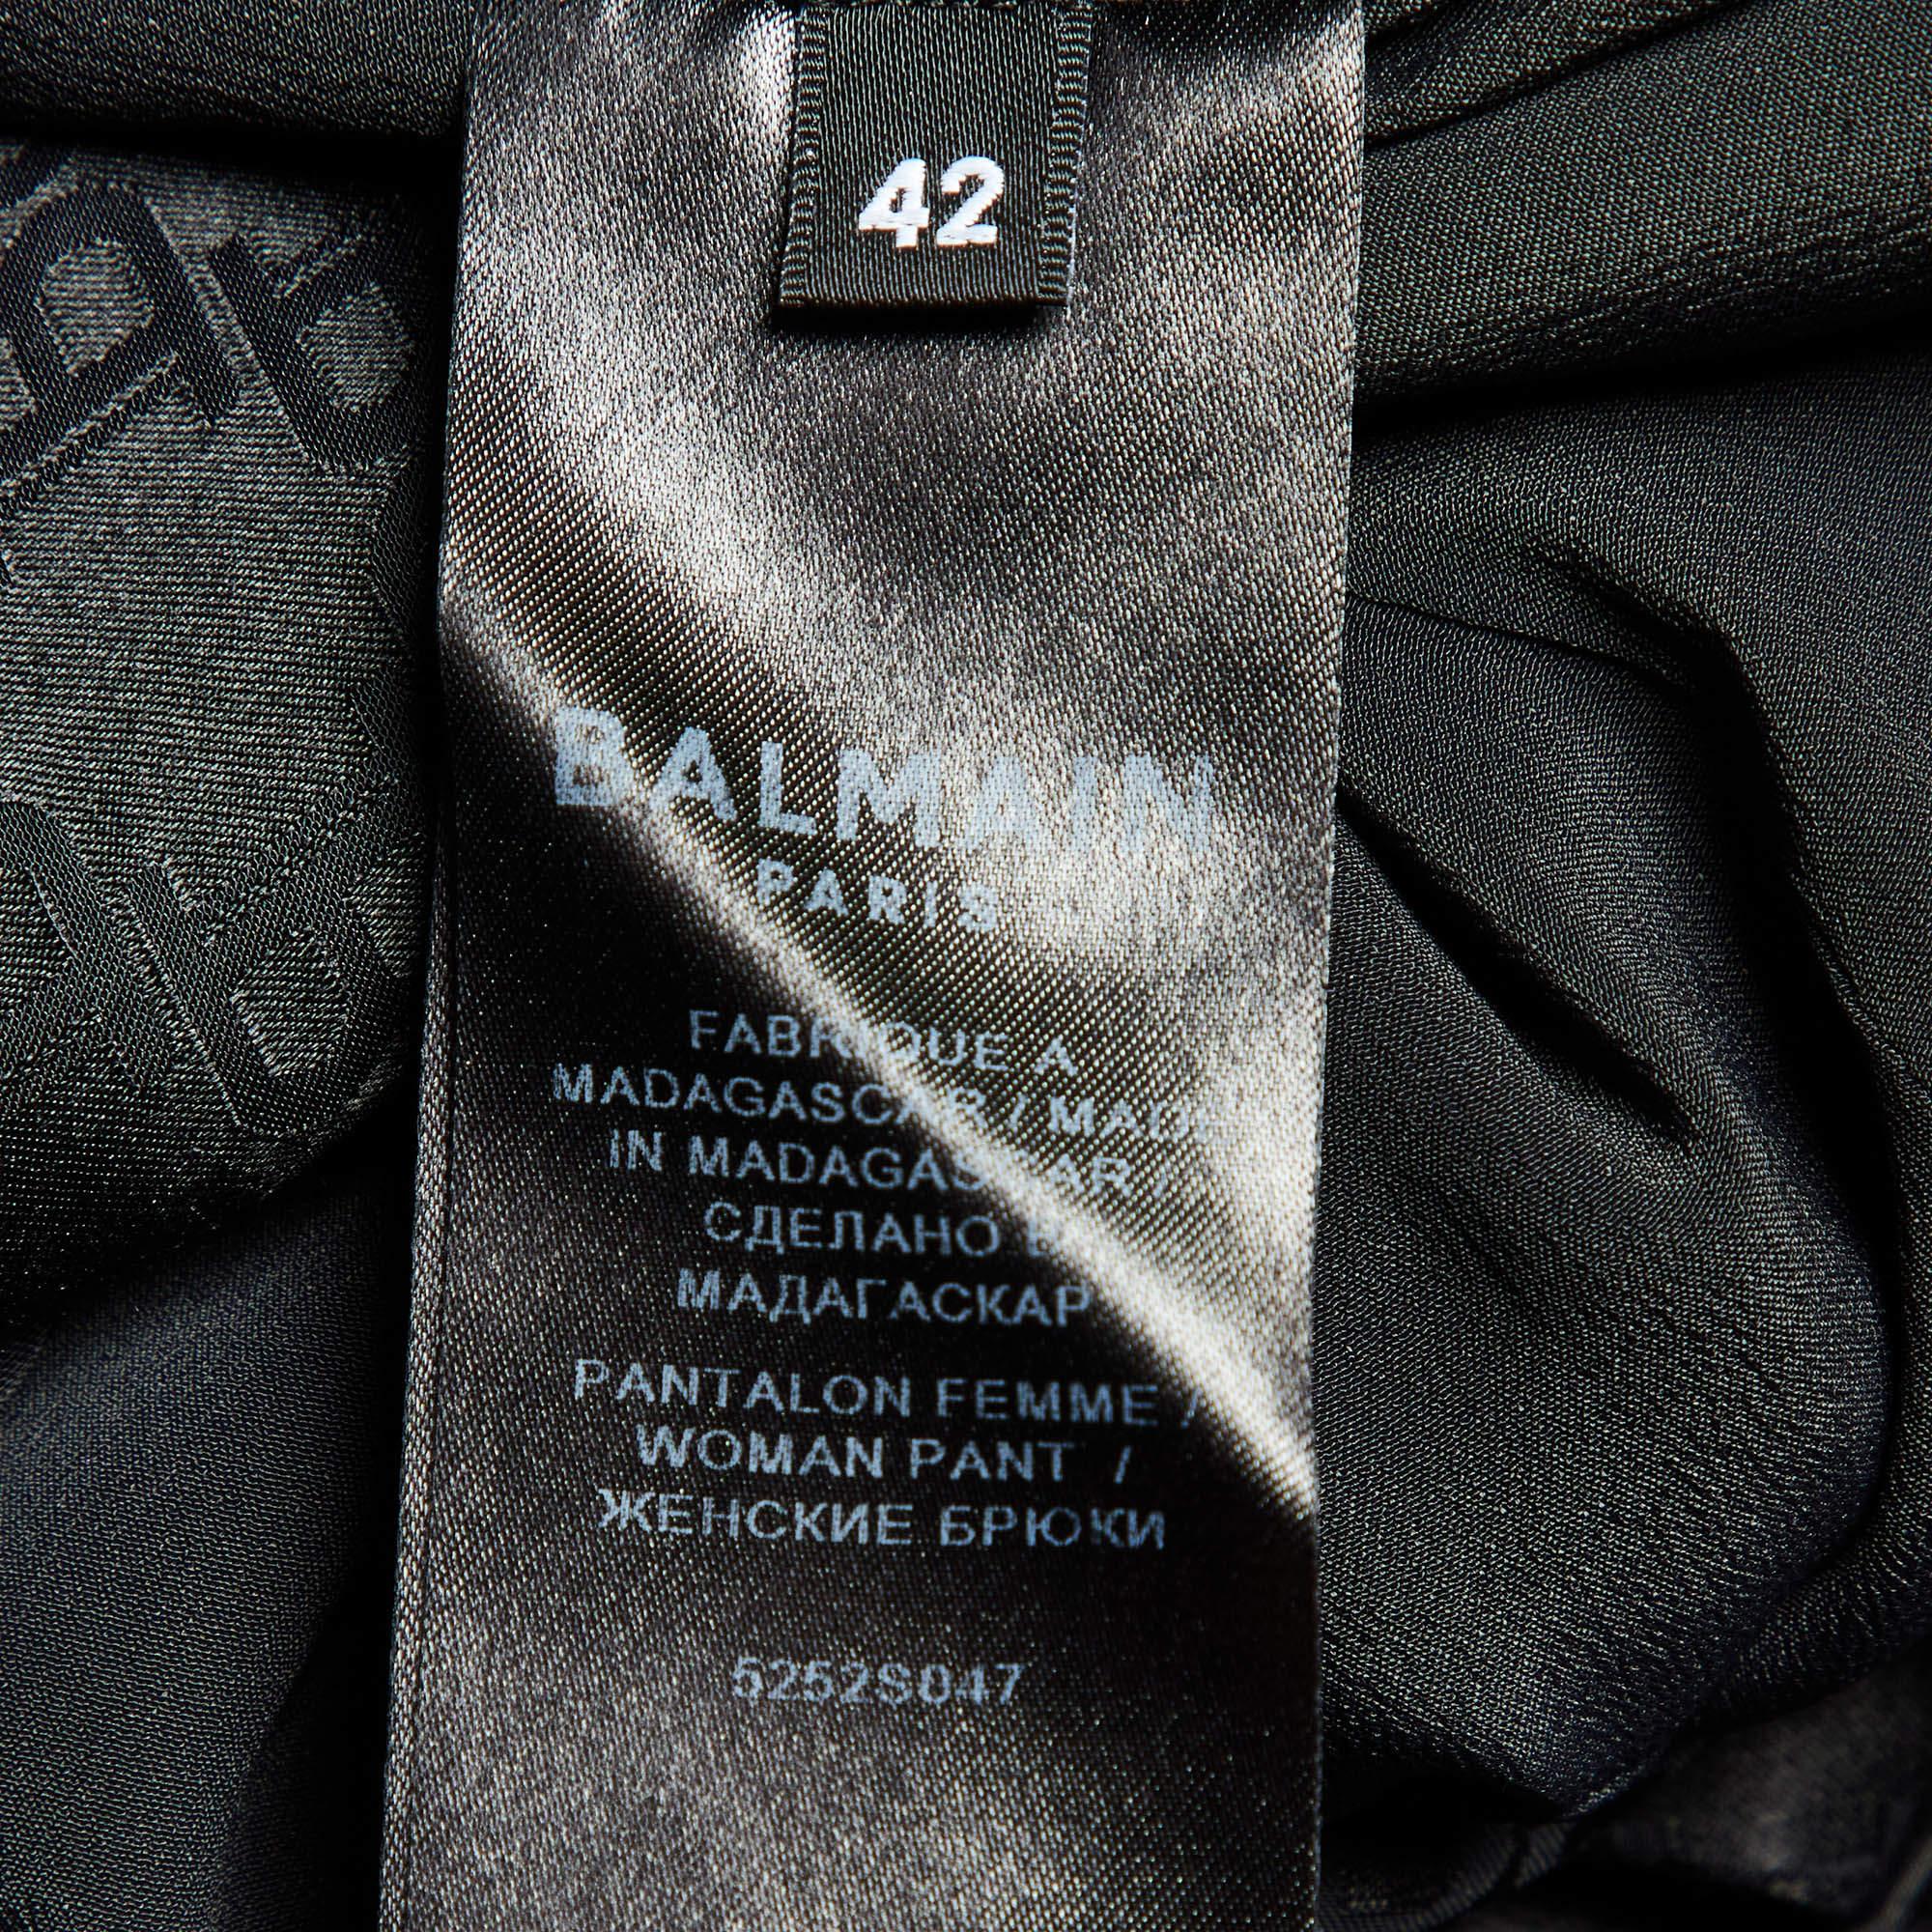 42
BALMAIN
PARIS
FABRIQUE A
MADAGASCAR / MADE
IN MADAGASCAR /
СДЕЛАНО В
МАДАГАСКАР
PANTALON FEMME /
WOMAN PANT /
ЖЕНСКИЕ БРЮКИ
5252S047